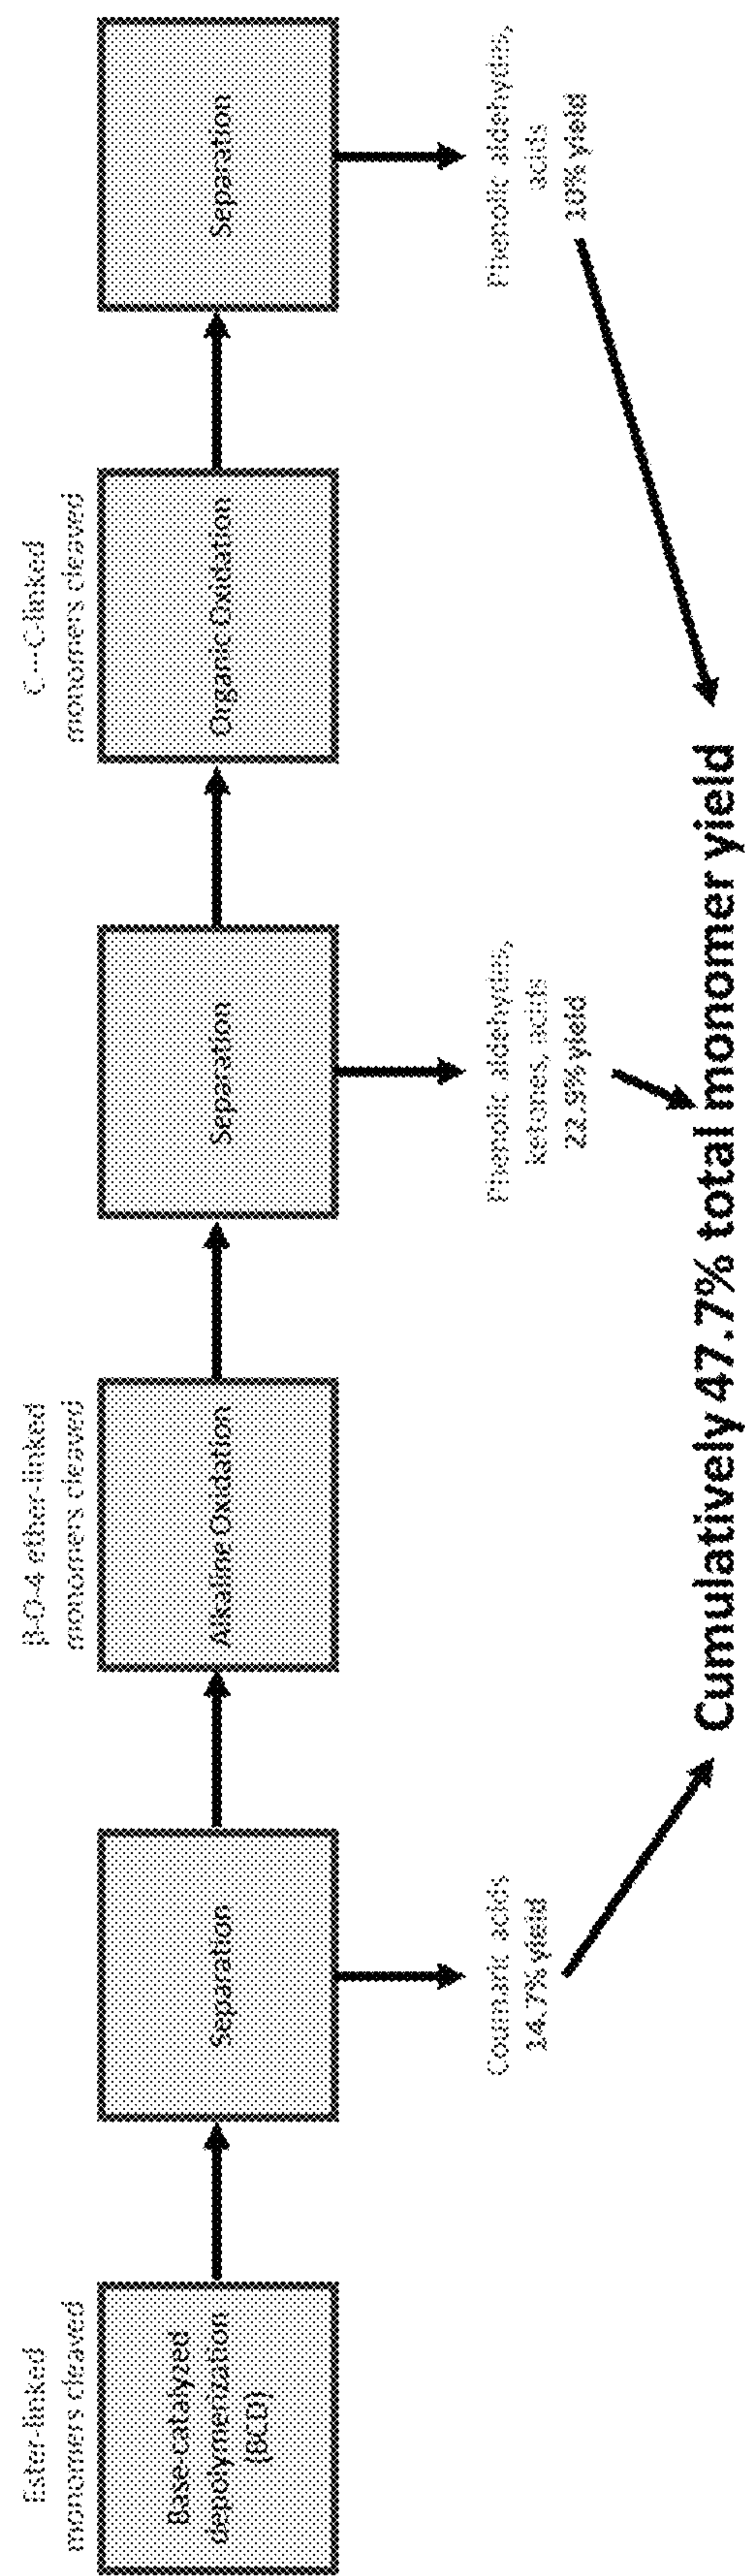 Ester-linked
monomers cleaved
Base-catalyzed
depolymerization
(BCD)
Separation
Coumaric acids
14.7% yield
β-O-4 ether-linked
monomers cleaved
Alkaline Oxidation
Separation
Phenolic aldehydes,
ketones, acids
22.9% yield
C—C-linked
monomers cleaved
Organic Oxidation
Separation
Phenolic aldehydes,
acids
10% yield
Cumulatively 47.7% total monomer yield